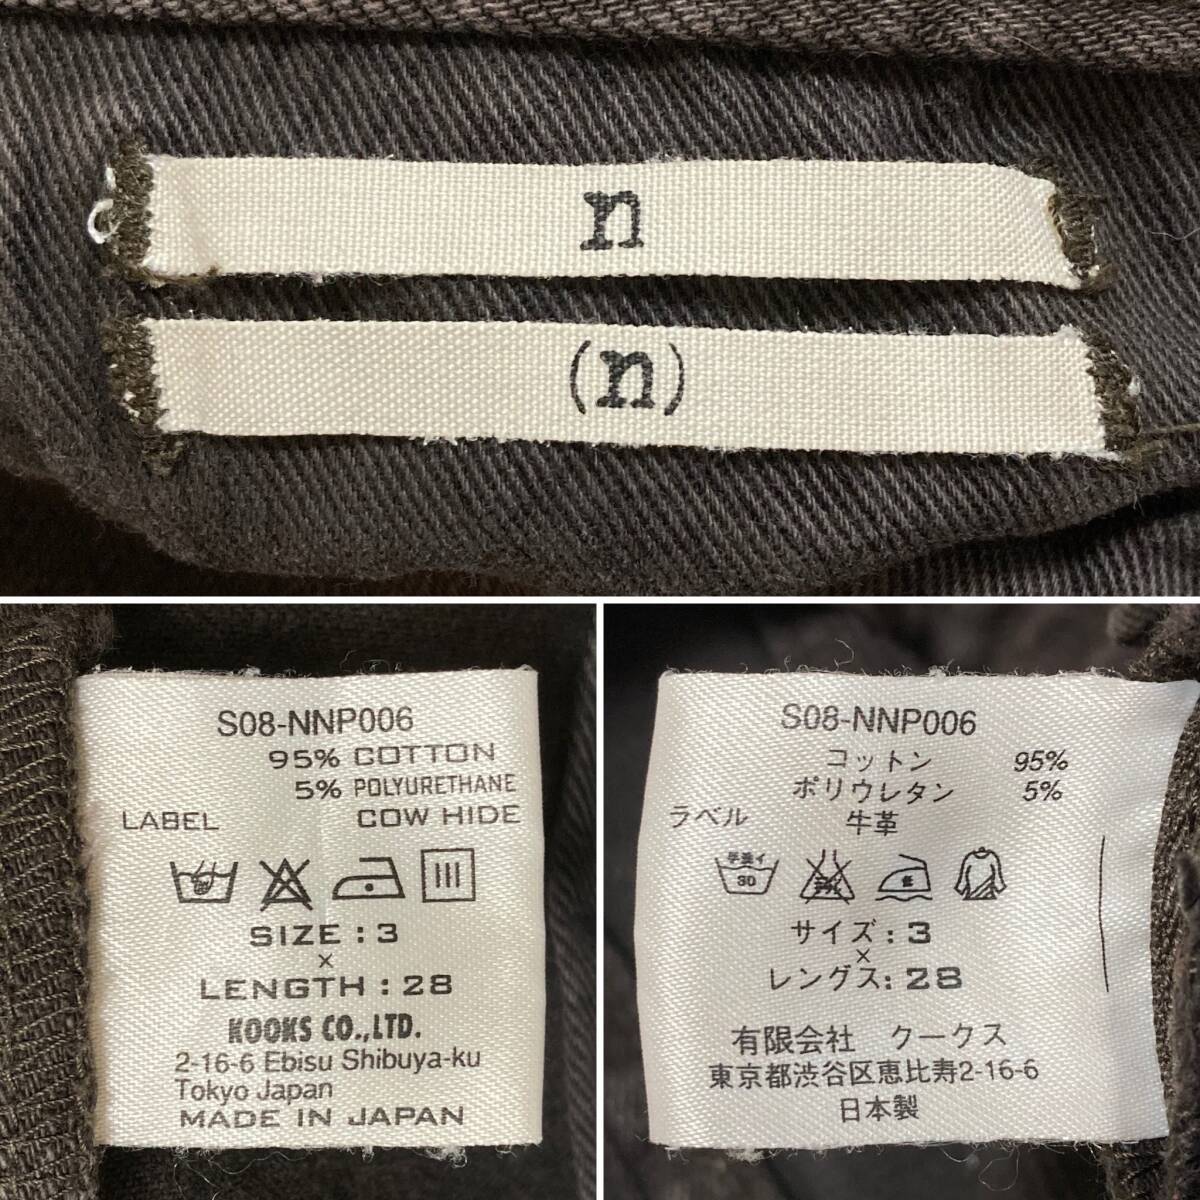 n
(n)
S08-NNP006
95% COTTON
5% POLYURETHANE
LABEL COW HIDE
SIZE : 3
×
LENGTH : 28
KOOKS CO.,LTD.
2-16-6 Ebisu Shibuya-ku
Tokyo Japan
MADE IN JAPAN
S08-NNP006
コットン 95%
ポリウレタン 5%
ラベル 牛革
手洗イ
30
サイズ : 3
×
レングス: 28
有限会社 クークス
東京都渋谷区恵比寿2-16-6
日本製